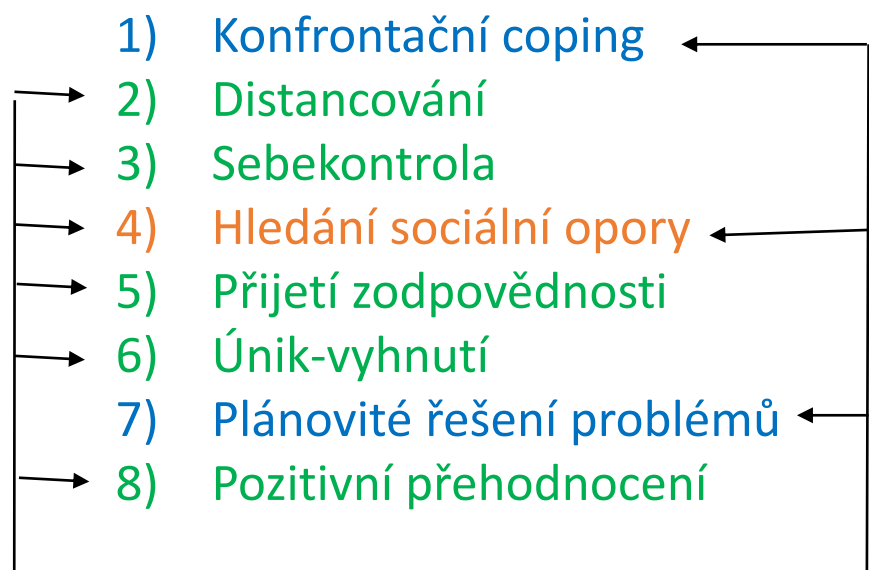 1) Konfrontační coping
2) Distancování
3) Sebekontrola
4) Hledání sociální opory
5) Přijetí zodpovědnosti
6) Únik-vyhnutí
7) Plánovité řešení problémů
8) Pozitivní přehodnocení